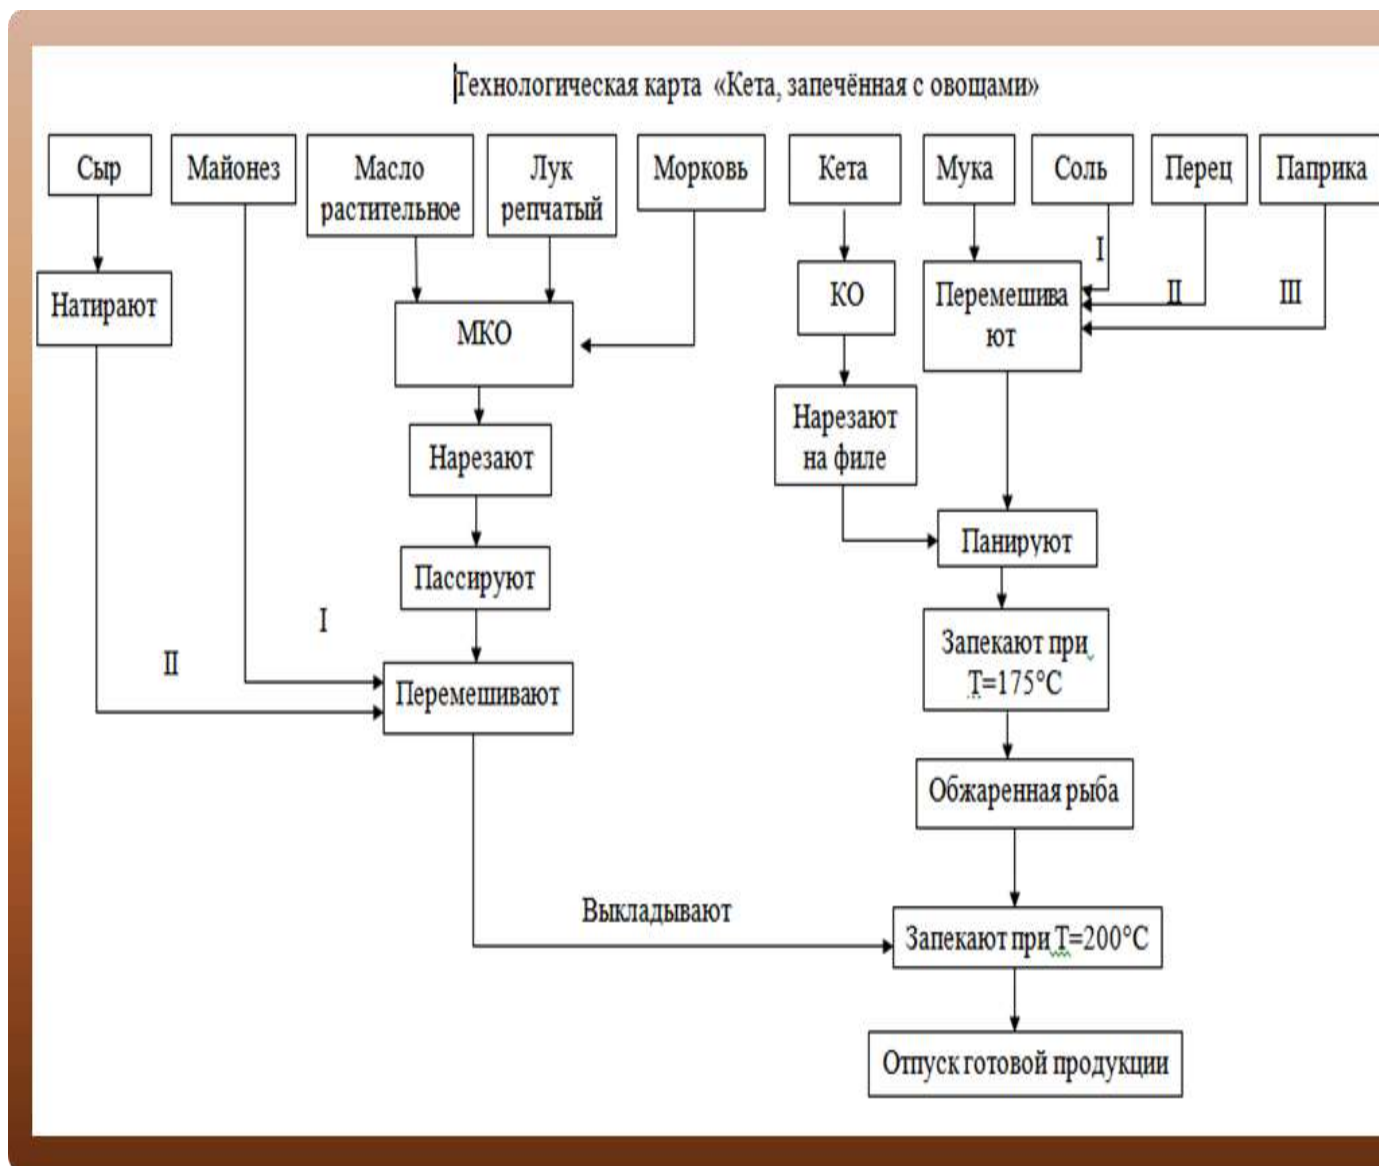 Технологическая карта «Кета, запечённая с овощами»
Сыр
Майонез
Масло
растительное
Лук
репчатый
Морковь
Кета
Мука
Соль
Перец
Паприка
I
II
III
Натирают
МКО
КО
Перемешива
ют
Нарезают
Нарезают
на филе
Пассируют
Панируют
I
II
Перемешивают
Запекают при
T=175°C
Обжаренная рыба
Выкладывают
Запекают при T=200°C
Отпуск готовой продукции